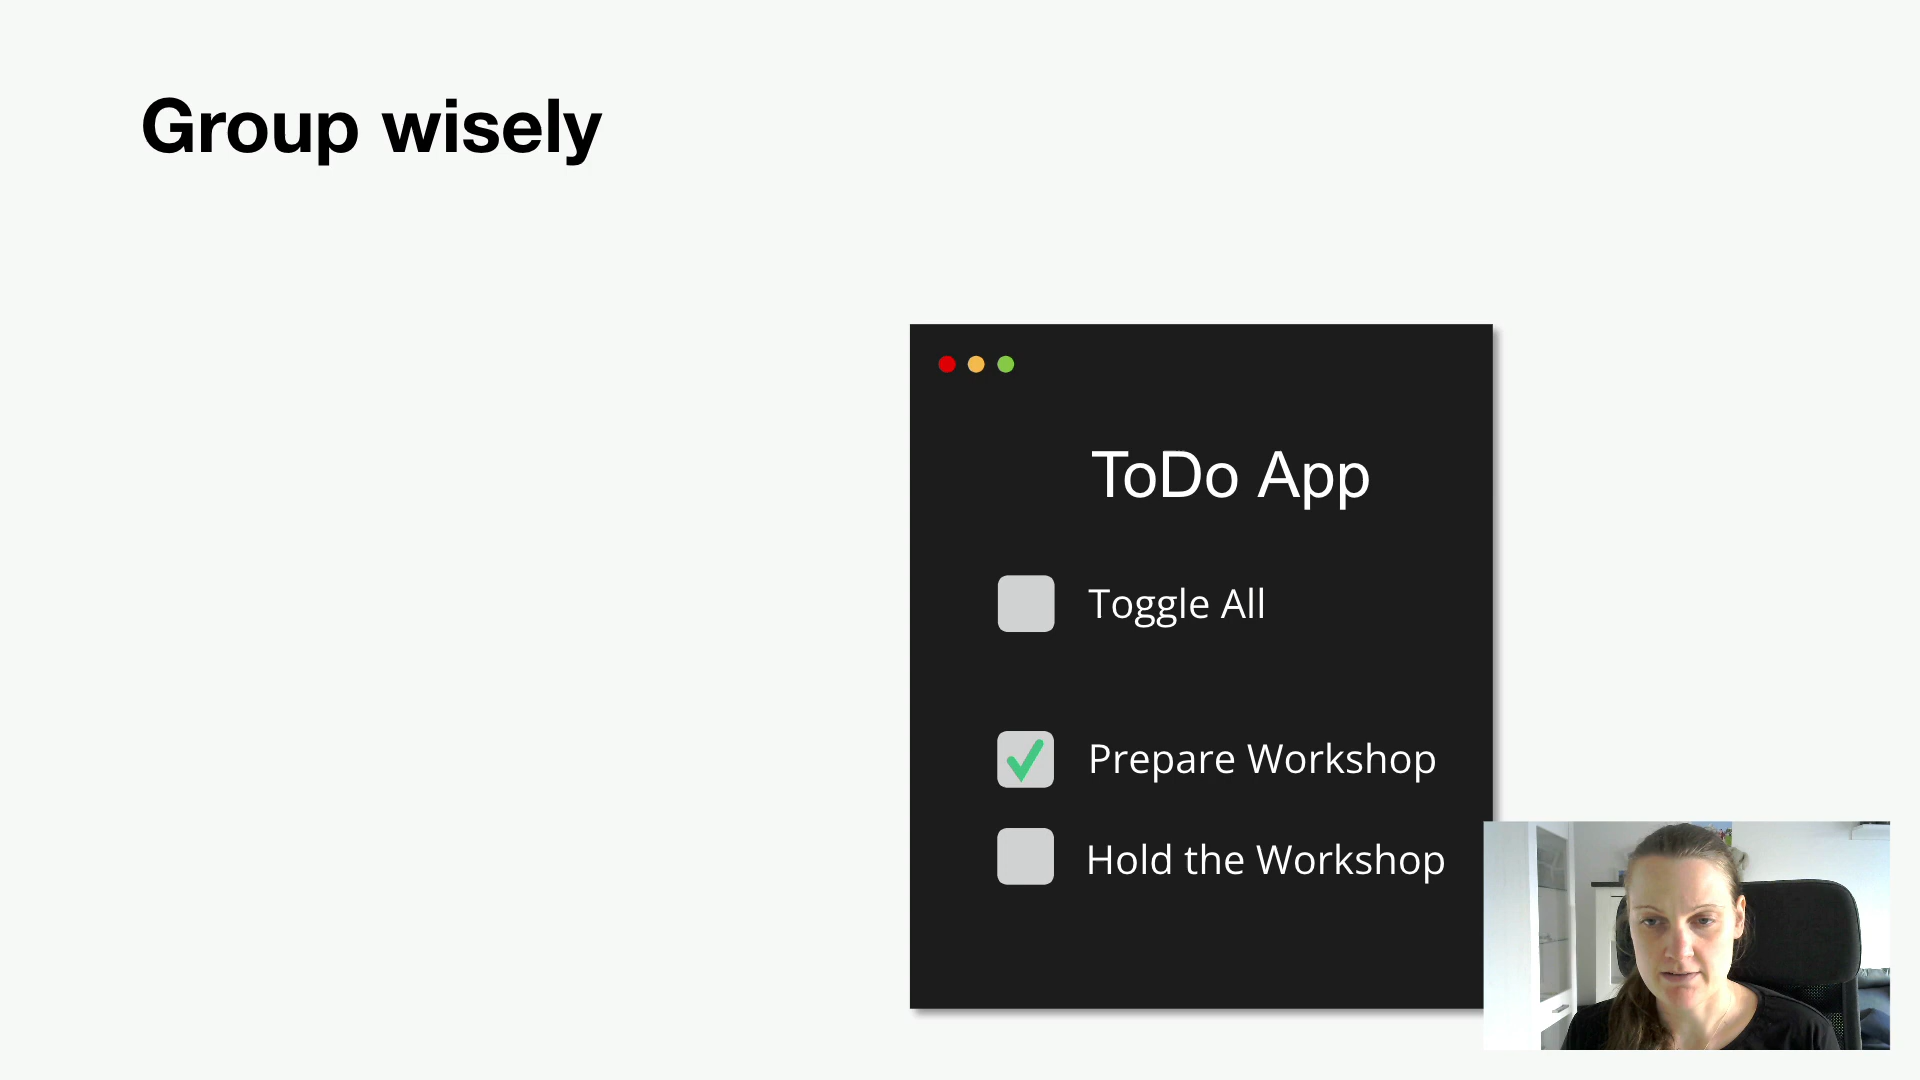 Group wisely
ToDo App
Toggle All
Prepare Workshop
Hold the Workshop